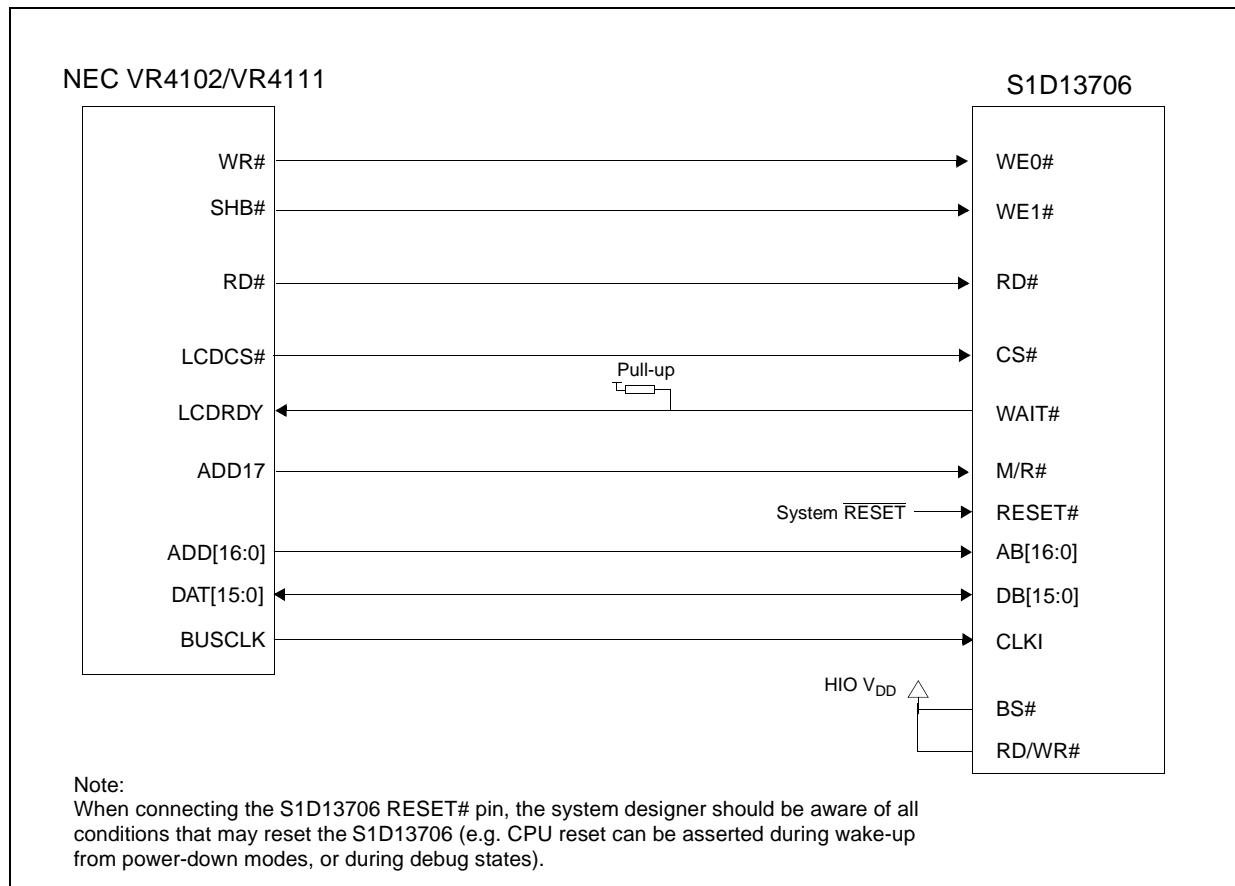 NEC VR4102/VR4111
S1D13706
WR# WE0#
SHB# WE1#
RD# RD#
LCDCS# CS#
Pull-up
LCDRDY WAIT#
ADD17 M/R#
System RESET RESET#
ADD[16:0] AB[16:0]
DAT[15:0] DB[15:0]
BUSCLK CLKI
HIO VDD
BS#
RD/WR#
Note:
When connecting the S1D13706 RESET# pin, the system designer should be aware of all
conditions that may reset the S1D13706 (e.g. CPU reset can be asserted during wake-up
from power-down modes, or during debug states).